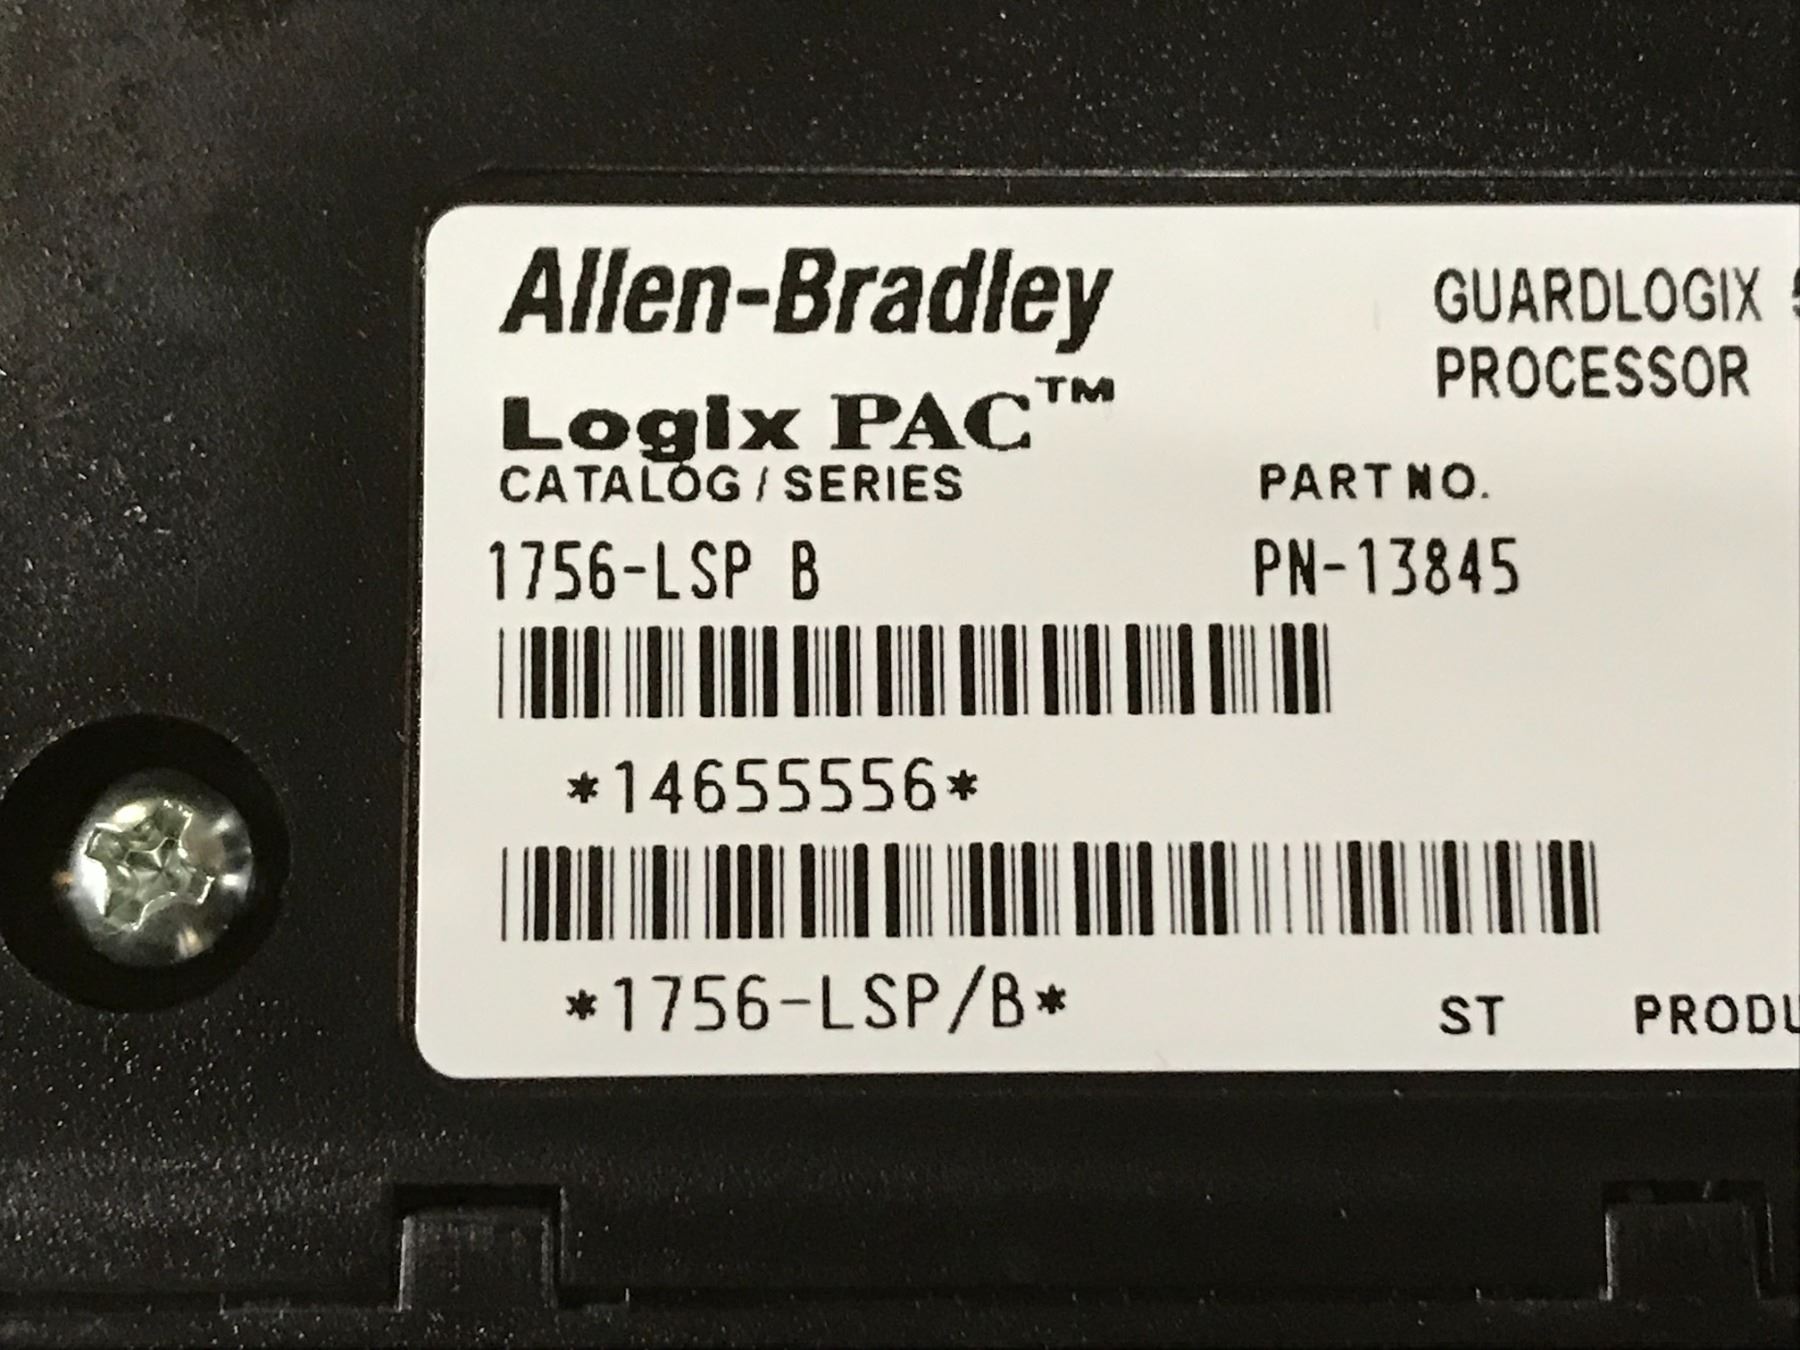 Allen-Bradley
GUARDLOGIX
PROCESSOR
Logix PAC™
CATALOG / SERIES
PART NO.
1756-LSP B
PN-13845
*14655556*
*1756-LSP/B*
ST